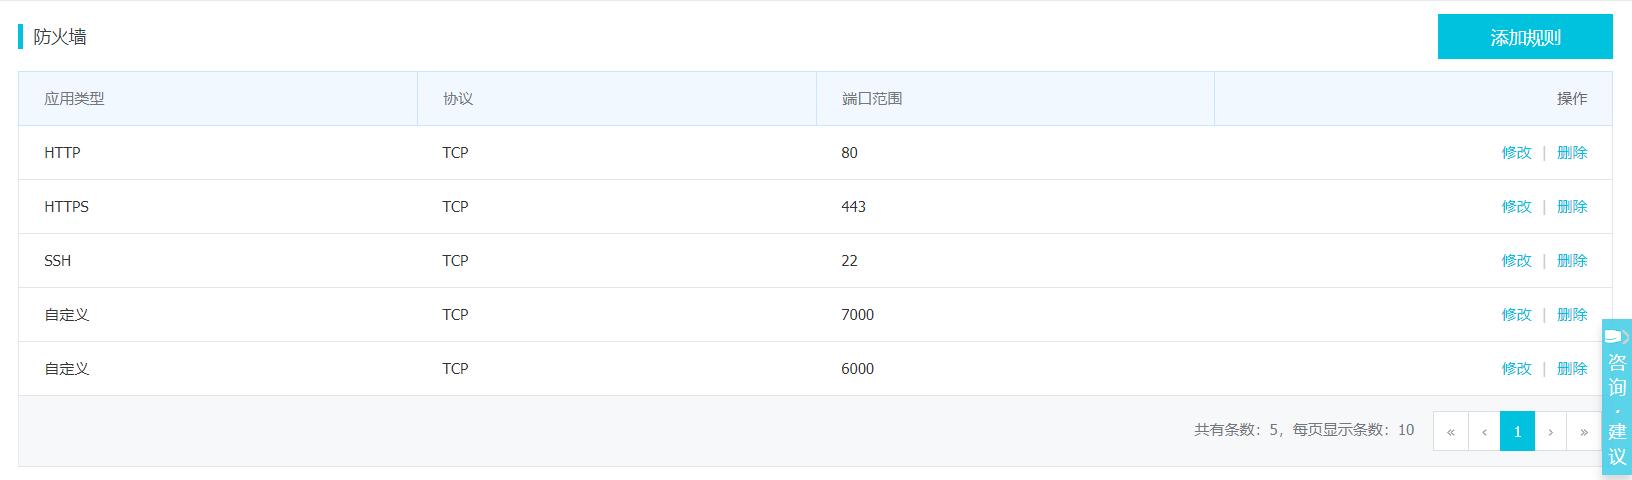 防火墙
添加规则
应用类型 协议 端口范围 操作
HTTP TCP 80 修改 | 删除
HTTPS TCP 443 修改 | 删除
SSH TCP 22 修改 | 删除
自定义 TCP 7000 修改 | 删除
自定义 TCP 6000 修改 | 删除
共有条数：5，每页显示条数：10 « ‹ 1 › »
咨询·建议